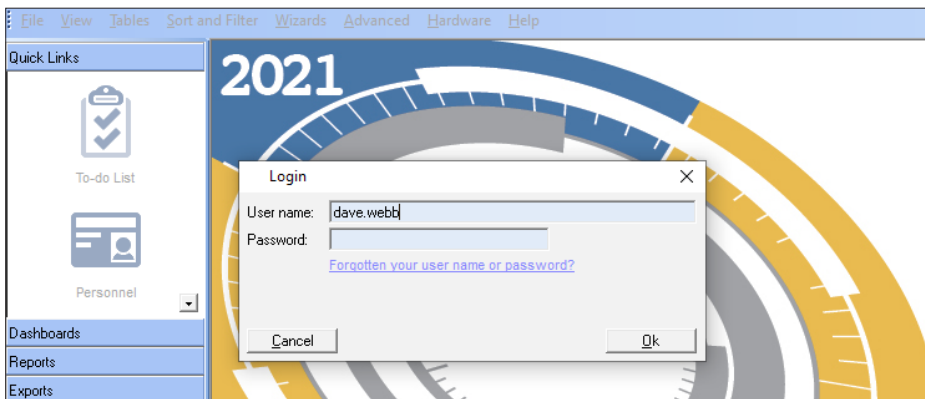 File View Tables Sort and Filter Wizards Advanced Hardware Help
Quick Links
To-do List
Personnel
Dashboards
Reports
Exports
2021
Login
User name: dave.webb
Password:
Forgotten your user name or password?
Cancel Ok